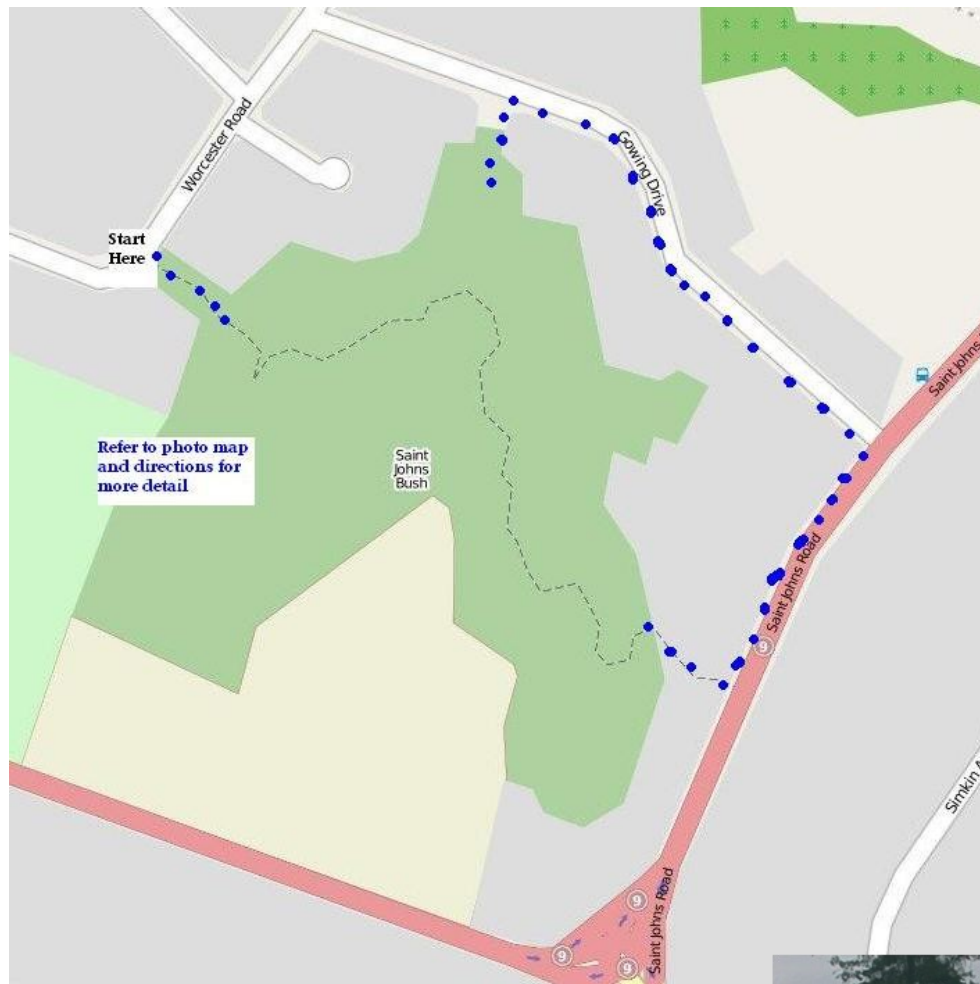 Worcester Road
Gowing Drive
Start
Here
Saint Johns
Refer to photo map
and directions for
more detail
Saint
Johns
Bush
Saint Johns Road
9
Simkin
9
9
9
Saint Johns Road